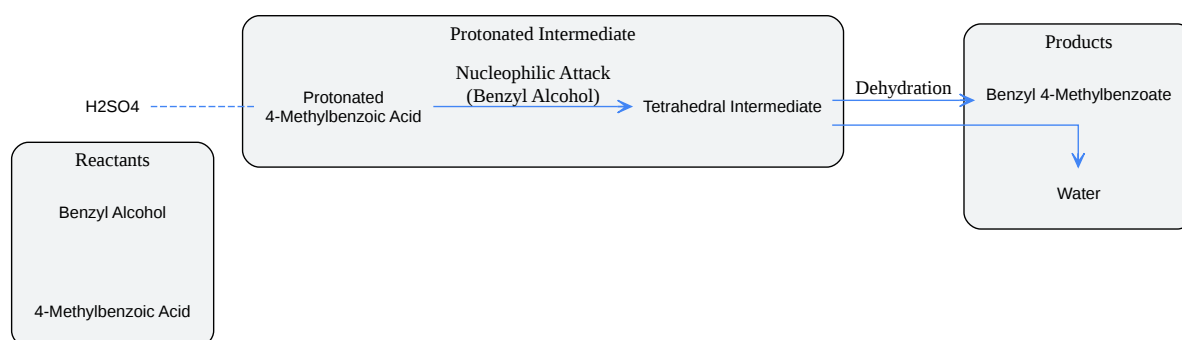 Protonated Intermediate
Products
Nucleophilic Attack
(Benzyl Alcohol)
Dehydration
H2SO4
Protonated
4-Methylbenzoic Acid
Tetrahedral Intermediate
Benzyl 4-Methylbenzoate
Reactants
Benzyl Alcohol
Water
4-Methylbenzoic Acid